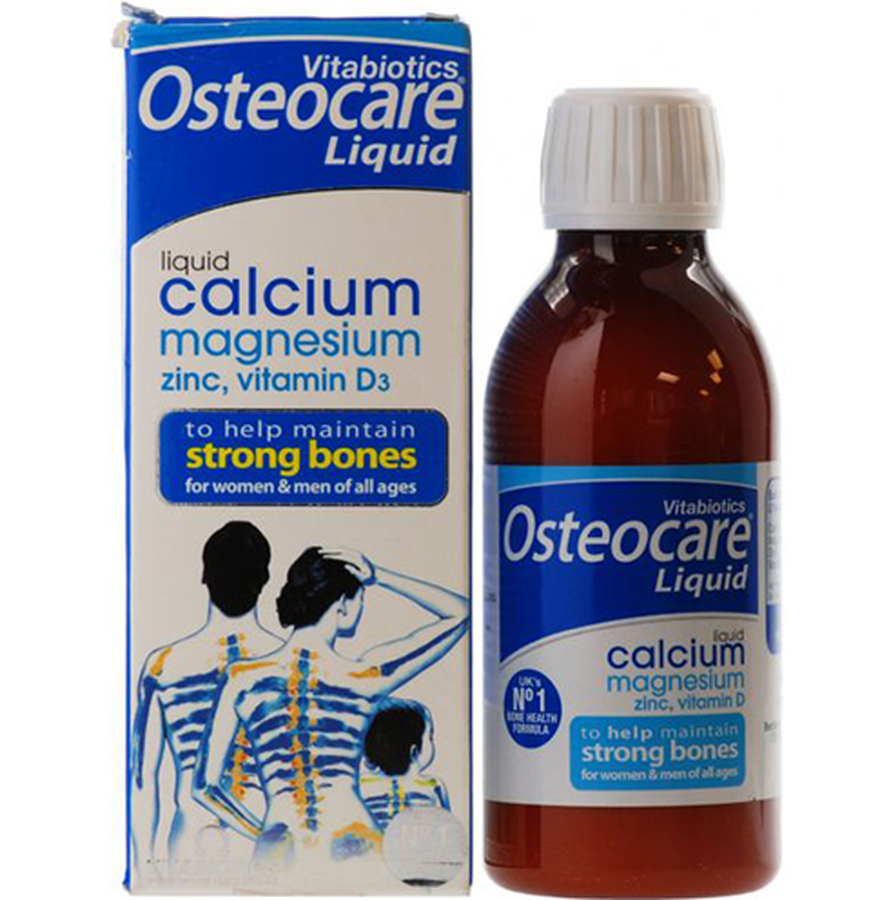 Vitabiotics
Osteocare®
Liquid
liquid
calcium
magnesium
zinc, vitamin D3
to help maintain
strong bones
for women & men of all ages
Nº1
Vitabiotics
Osteocare®
Liquid
liquid
calcium
magnesium
zinc, vitamin D
UK's
Nº1
BONE HEALTH
FORMULA
to help maintain
strong bones
for women & men of all ages